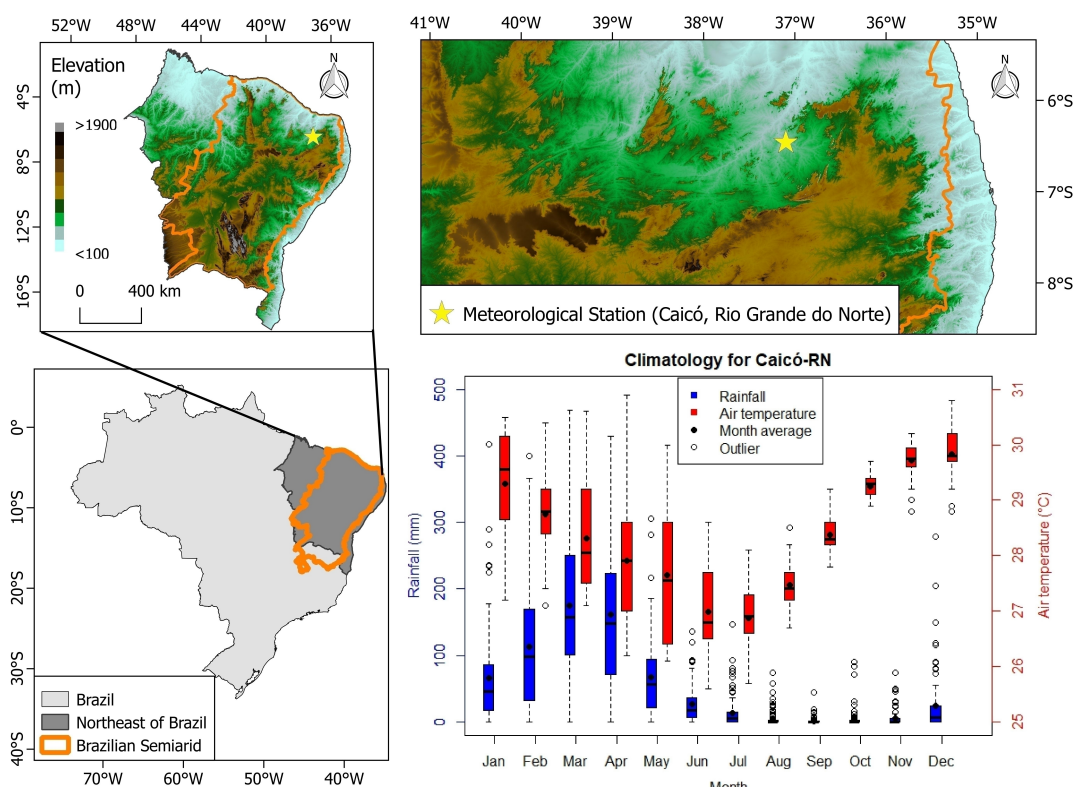 52°W 48°W 44°W 40°W 36°W
Elevation
(m)
>1900
<100
N
4°S
8°S
12°S
16°S
0 400 km
41°W 40°W 39°W 38°W 37°W 36°W 35°W
N
6°S
7°S
8°S
Meteorological Station (Caicó, Rio Grande do Norte)
0°
10°S
20°S
30°S
40°S
Brazil
Northeast of Brazil
Brazilian Semiarid
70°W 60°W 50°W 40°W
Climatology for Caicó-RN
Rainfall
Air temperature
Month average
Outlier
Rainfall (mm)
500
400
300
200
100
0
Air temperature (°C)
31
30
29
28
27
26
25
Jan Feb Mar Apr May Jun Jul Aug Sep Oct Nov Dec
Month